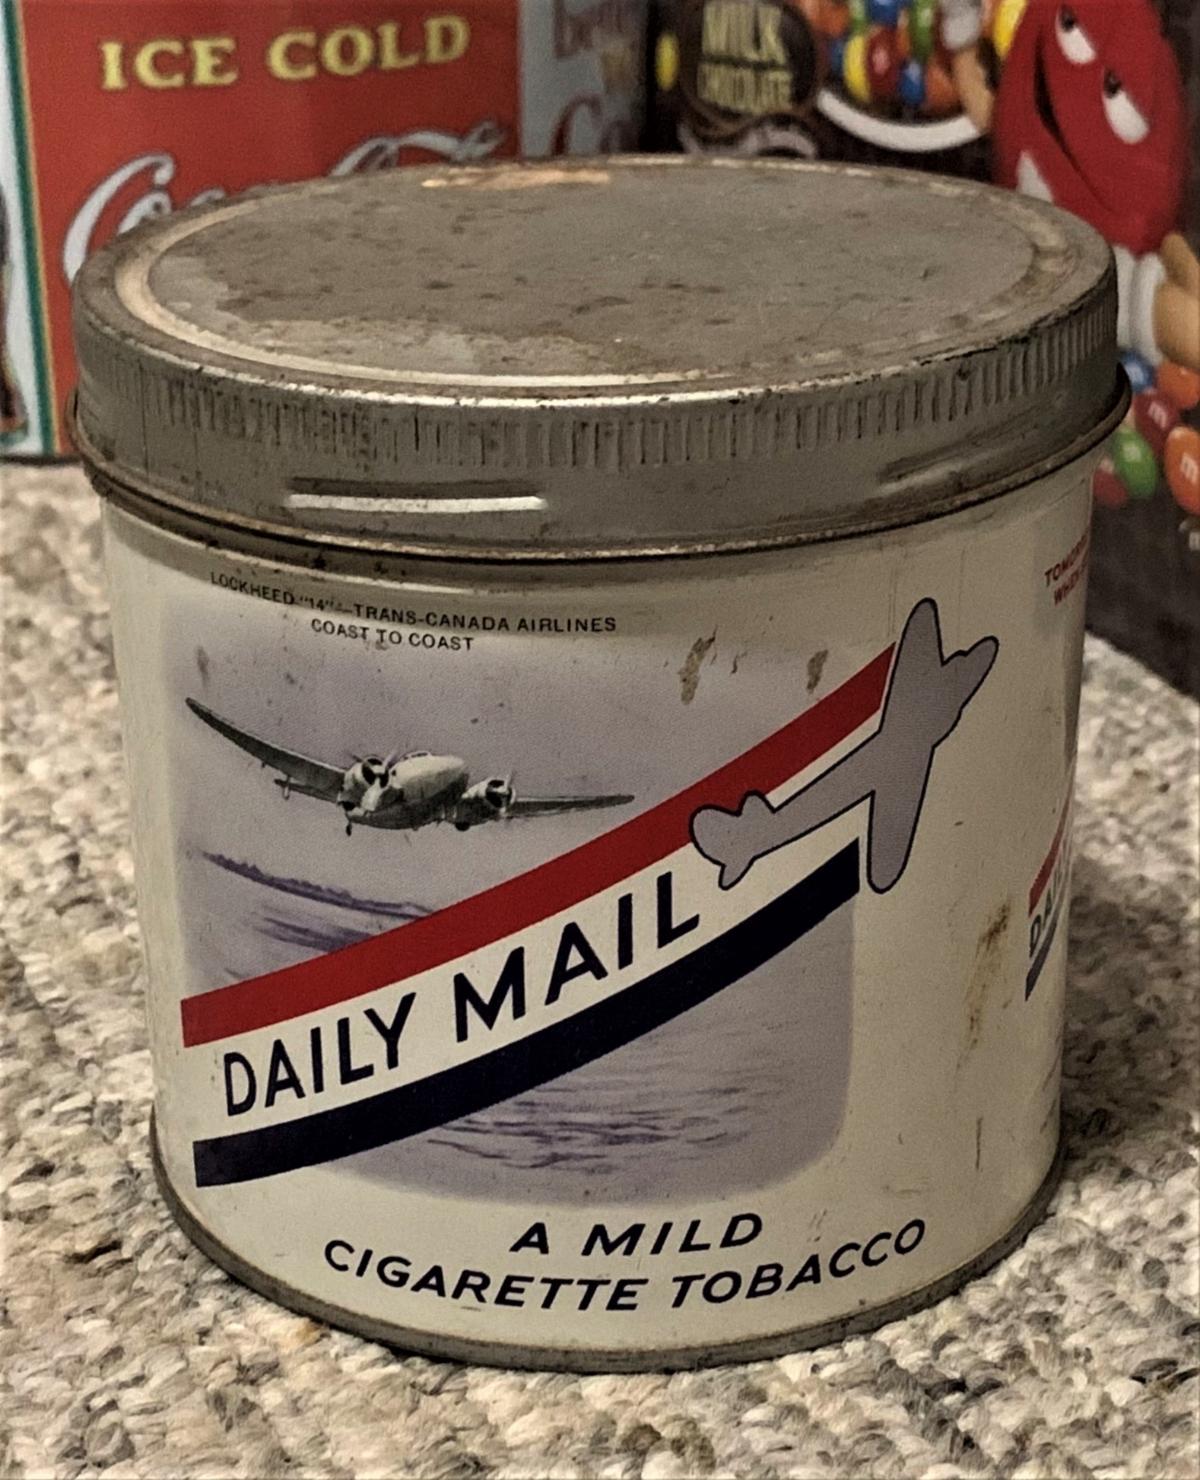 ICE COLD
MILK
CHOCOLATE
LOCKHEED "14"—TRANS-CANADA AIRLINES
COAST TO COAST
DAILY MAIL
A MILD
CIGARETTE TOBACCO
m
m